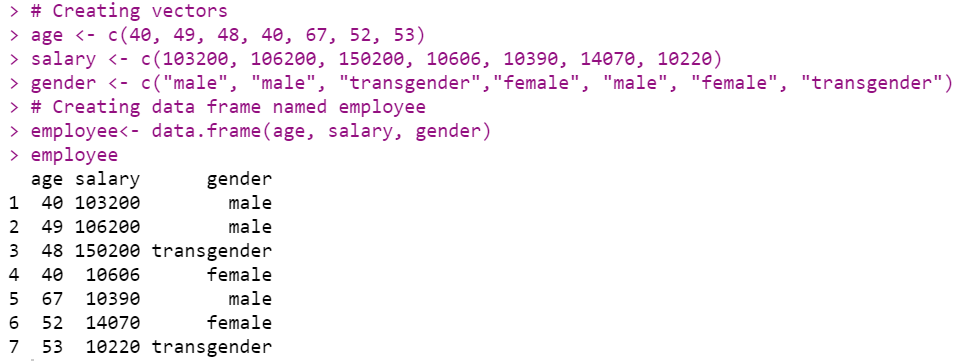 > # Creating vectors
> age <- c(40, 49, 48, 40, 67, 52, 53)
> salary <- c(103200, 106200, 150200, 10606, 10390, 14070, 10220)
> gender <- c("male", "male", "transgender","female", "male", "female", "transgender")
> # Creating data frame named employee
> employee<- data.frame(age, salary, gender)
> employee
  age salary      gender
1  40 103200        male
2  49 106200        male
3  48 150200 transgender
4  40  10606      female
5  67  10390        male
6  52  14070      female
7  53  10220 transgender